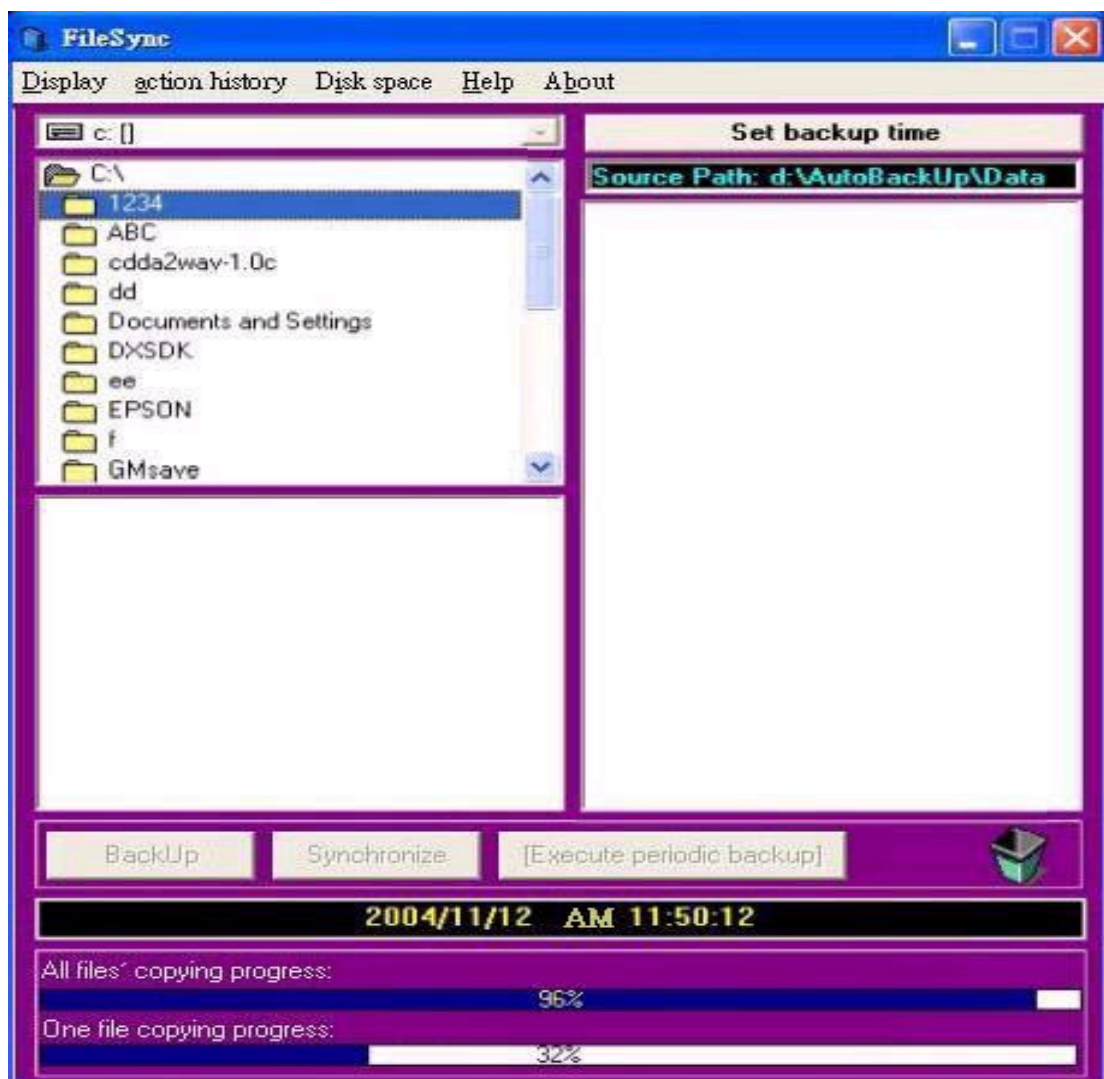 FileSync
Display action history Disk space Help About
c: []
Set backup time
C:\
Source Path: d:\AutoBackUp\Data
1234
ABC
cdda2wav-1.0c
dd
Documents and Settings
DXSDK
ee
EPSON
f
GMsave
BackUp Synchronize [Execute periodic backup]
2004/11/12 AM 11:50:12
All files´ copying progress:
96%
One file copying progress:
32%